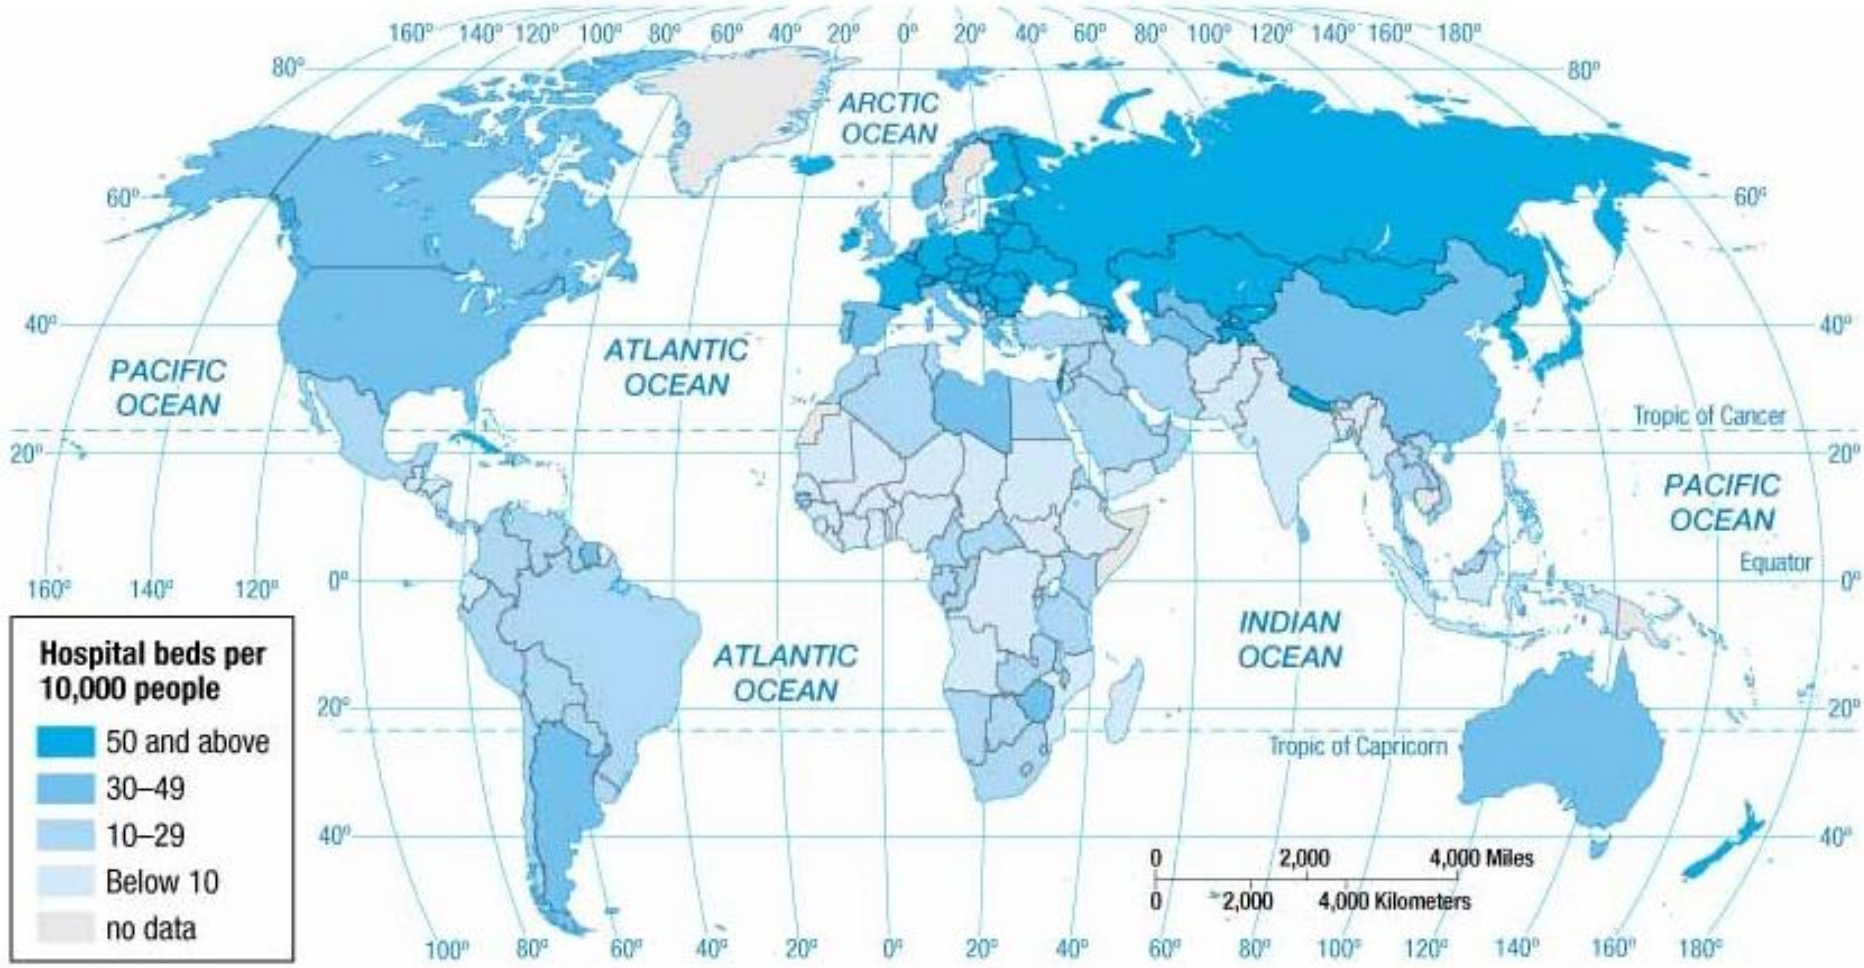 160° 140° 120° 100° 80° 60° 40° 20° 0° 20° 40° 60° 80° 100° 120° 140° 160° 180°
80° 80°
ARCTIC
OCEAN
60° 60°
40° 40°
PACIFIC
OCEAN
ATLANTIC
OCEAN
Tropic of Cancer
20° 20°
PACIFIC
OCEAN
Equator
160° 140° 120° 0° 0°
INDIAN
OCEAN
ATLANTIC
OCEAN
20° 20°
Tropic of Capricorn
40° 40°
Hospital beds per
10,000 people
50 and above
30–49
10–29
Below 10
no data
0 2,000 4,000 Miles
0 2,000 4,000 Kilometers
100° 80° 60° 40° 20° 0° 20° 40° 60° 80° 100° 120° 140° 160° 180°